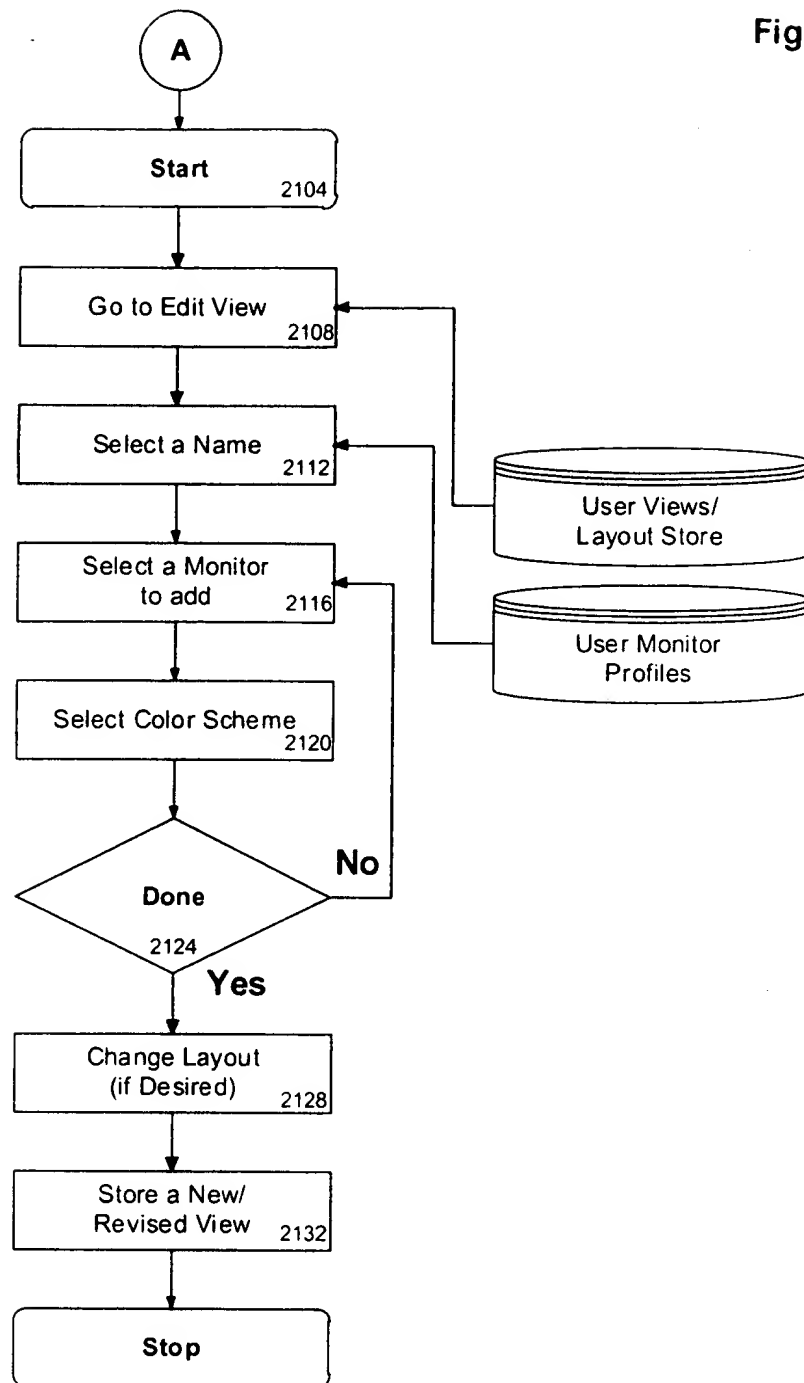 Fig
A
Start
2104
Go to Edit View
2108
Select a Name
2112
User Views/
Layout Store
Select a Monitor
to add
2116
User Monitor
Profiles
Select Color Scheme
2120
No
Done
2124
Yes
Change Layout
(if Desired)
2128
Store a New/
Revised View
2132
Stop